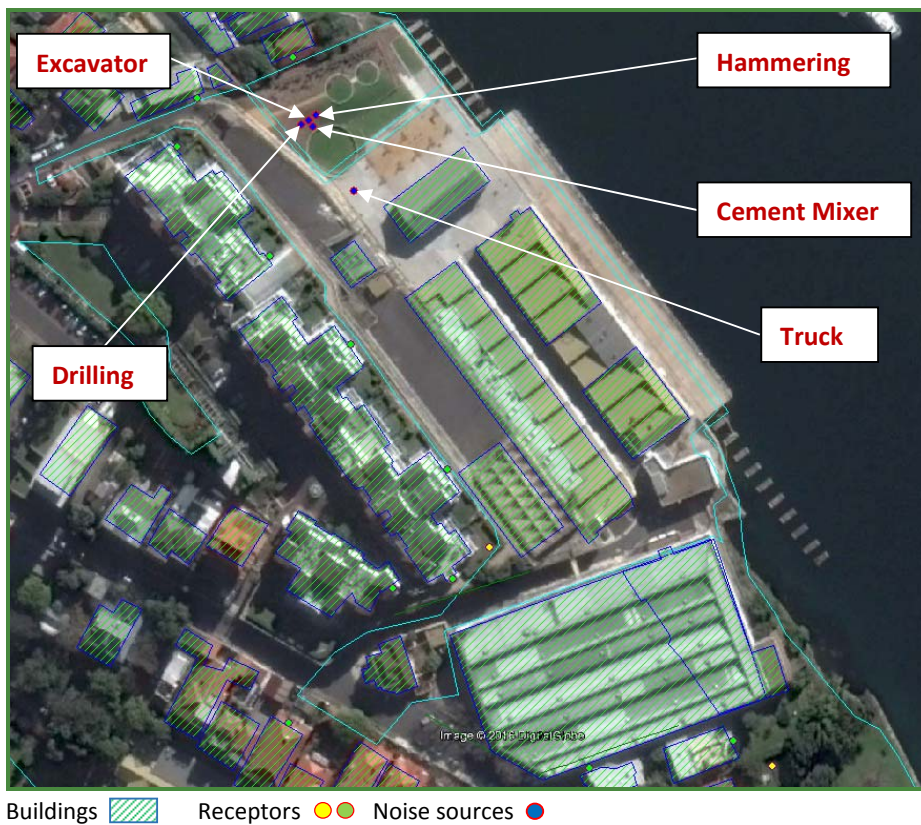 Excavator
Hammering
Cement Mixer
Truck
Drilling
Image © 2016 DigitalGlobe
Buildings Receptors Noise sources